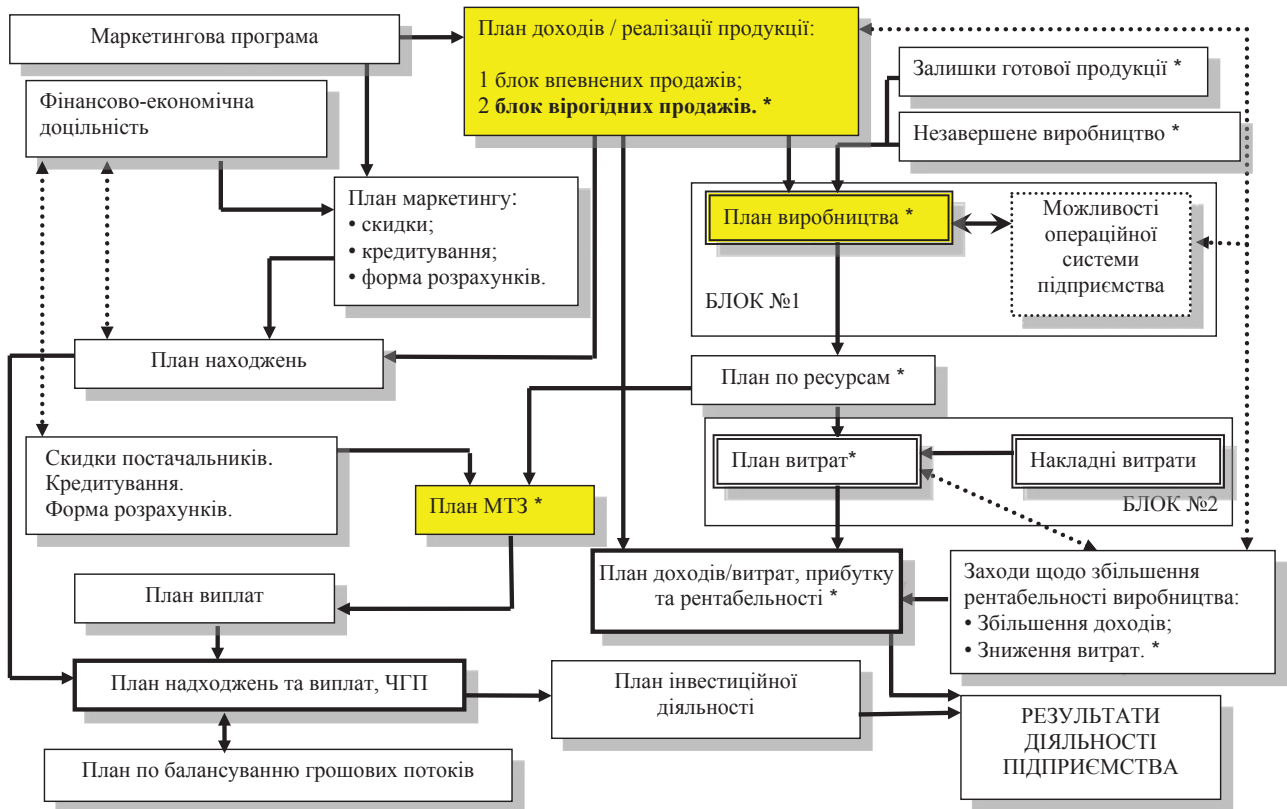 Маркетингова програма
План доходів / реалізації продукції:
1 блок впевнених продажів;
2 блок вірогідних продажів. *
Залишки готової продукції *
Незавершене виробництво *
Фінансово-економічна
доцільність
План маркетингу:
• скидки;
• кредитування;
• форма розрахунків.
План виробництва *
Можливості
операційної
системи
підприємства
БЛОК №1
План находжень
План по ресурсам *
Скидки постачальників.
Кредитування.
Форма розрахунків.
План МТЗ *
План витрат*
Накладні витрати
БЛОК №2
План виплат
План доходів/витрат, прибутку
та рентабельності *
Заходи щодо збільшення
рентабельності виробництва:
• Збільшення доходів;
• Зниження витрат. *
План надходжень та виплат, ЧГП
План інвестиційної
діяльності
РЕЗУЛЬТАТИ
ДІЯЛЬНОСТІ
ПІДПРИЄМСТВА
План по балансуванню грошових потоків